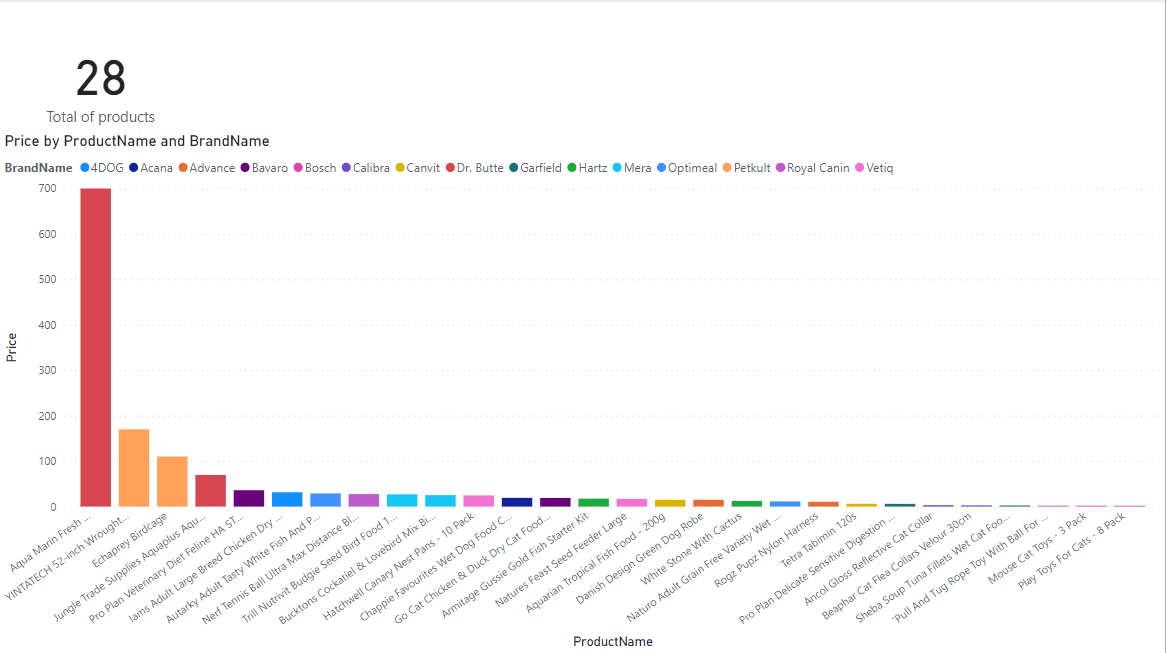 28
Total of products
Price by ProductName and BrandName
BrandName 4DOG Acana Advance Bavaro Bosch Calibra Canvit Dr. Butte Garfield Hartz Mera Optimeal Petkult Royal Canin Vetiq
700
600
500
400
300
200
100
0
Price
Aqua Marin Fresh ...
YINTATECH 52-inch Wrought...
Echaprey Birdcage
Jungle Trade Supplies Aquaplus Aqu...
Pro Plan Veterinary Diet Feline HA ST...
Iams Adult Large Breed Chicken Dry ...
Autarky Adult Tasty White Fish And P...
Nerf Tennis Ball Ultra Max Distance Bl...
Trill Nutrivit Budgie Seed Bird Food 1...
Bucktons Cockatiel & Lovebird Mix Bi...
Hatchwell Canary Nest Pans - 10 Pack
Chappie Favourites Wet Dog Food C...
Go Cat Chicken & Duck Dry Cat Food...
Armitage Gussie Gold Fish Starter Kit
Natures Feast Seed Feeder Large
Aquarian Tropical Fish Food - 200g
Danish Design Green Dog Robe
White Stone With Cactus
Naturo Adult Grain Free Variety Wet ...
Rogz Pupz Nylon Harness
Tetra Tabimin 120s
Pro Plan Delicate Sensitive Digestion ...
Ancol Gloss Reflective Cat Collar
Beaphar Cat Flea Collars Velour 30cm
Sheba Soup Tuna Fillets Wet Cat Foo...
'Pull And Tug Rope Toy With Ball For ...
Mouse Cat Toys - 3 Pack
Play Toys For Cats - 8 Pack
ProductName